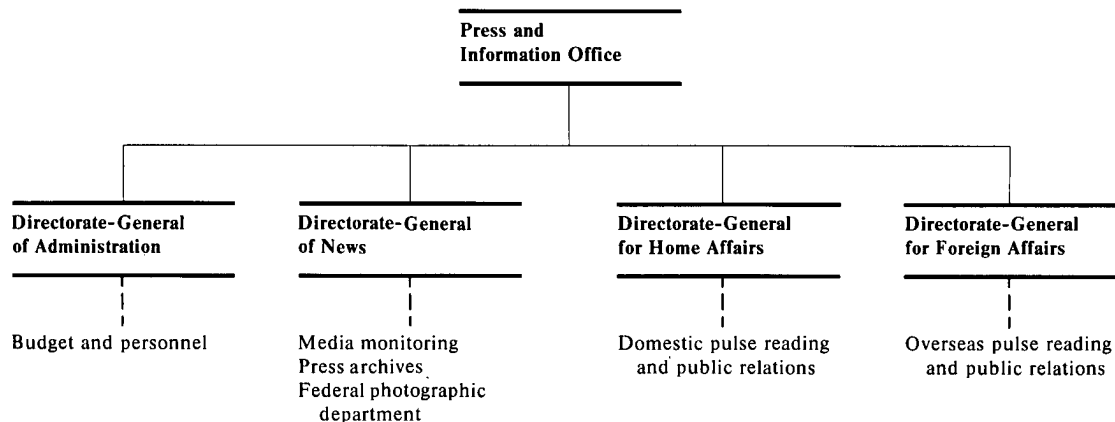 Press and
Information Office
Directorate-General
of Administration
Budget and personnel
Directorate-General
of News
Media monitoring
Press archives
Federal photographic
department
Directorate-General
for Home Affairs
Domestic pulse reading
and public relations
Directorate-General
for Foreign Affairs
Overseas pulse reading
and public relations